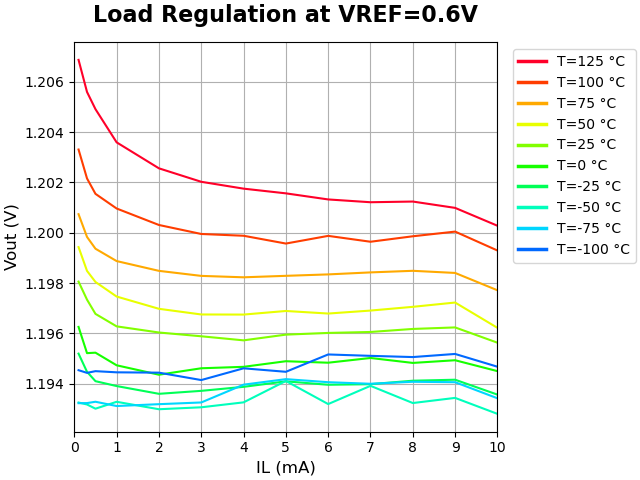 Load Regulation at VREF=0.6V
Vout (V)
1.206
1.204
1.202
1.200
1.198
1.196
1.194
0 1 2 3 4 5 6 7 8 9 10
IL (mA)
T=125 °C
T=100 °C
T=75 °C
T=50 °C
T=25 °C
T=0 °C
T=-25 °C
T=-50 °C
T=-75 °C
T=-100 °C